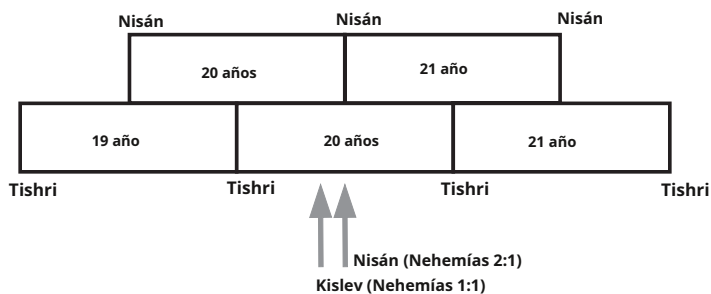 Nisán Nisán Nisán
20 años 21 año
19 año 20 años 21 año
Tishri Tishri Tishri Tishri
Nisán (Nehemías 2:1)
Kislev (Nehemías 1:1)